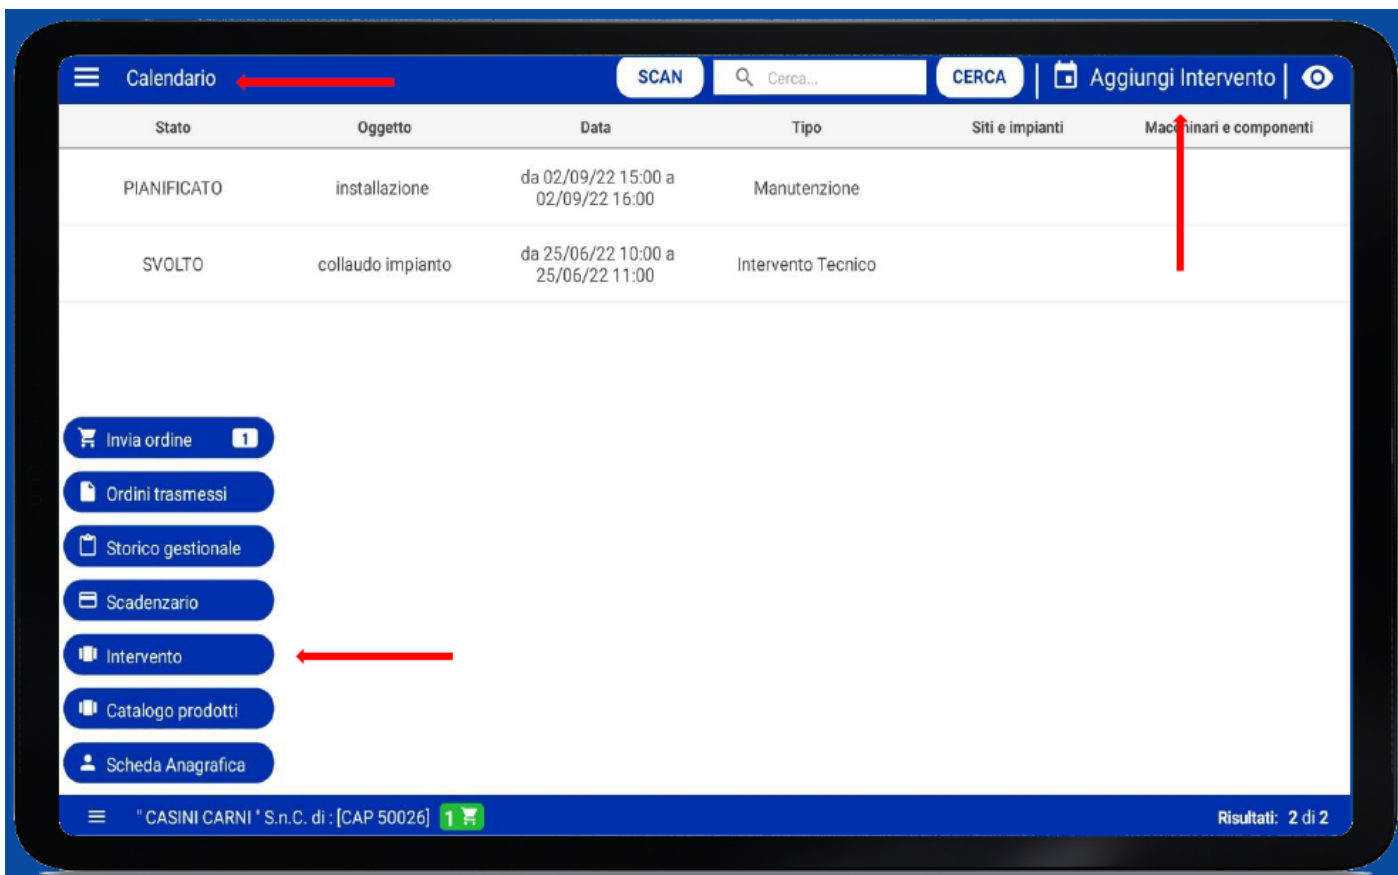 Calendario
SCAN
Cerca...
CERCA
Aggiungi Intervento
Stato
Oggetto
Data
Tipo
Siti e impianti
Macchinari e componenti
PIANIFICATO
installazione
da 02/09/22 15:00 a
02/09/22 16:00
Manutenzione
SVOLTO
collaudo impianto
da 25/06/22 10:00 a
25/06/22 11:00
Intervento Tecnico
Invia ordine 1
Ordini trasmessi
Storico gestionale
Scadenzario
Intervento
Catalogo prodotti
Scheda Anagrafica
" CASINI CARNI " S.n.C. di : [CAP 50026] 1
Risultati: 2 di 2